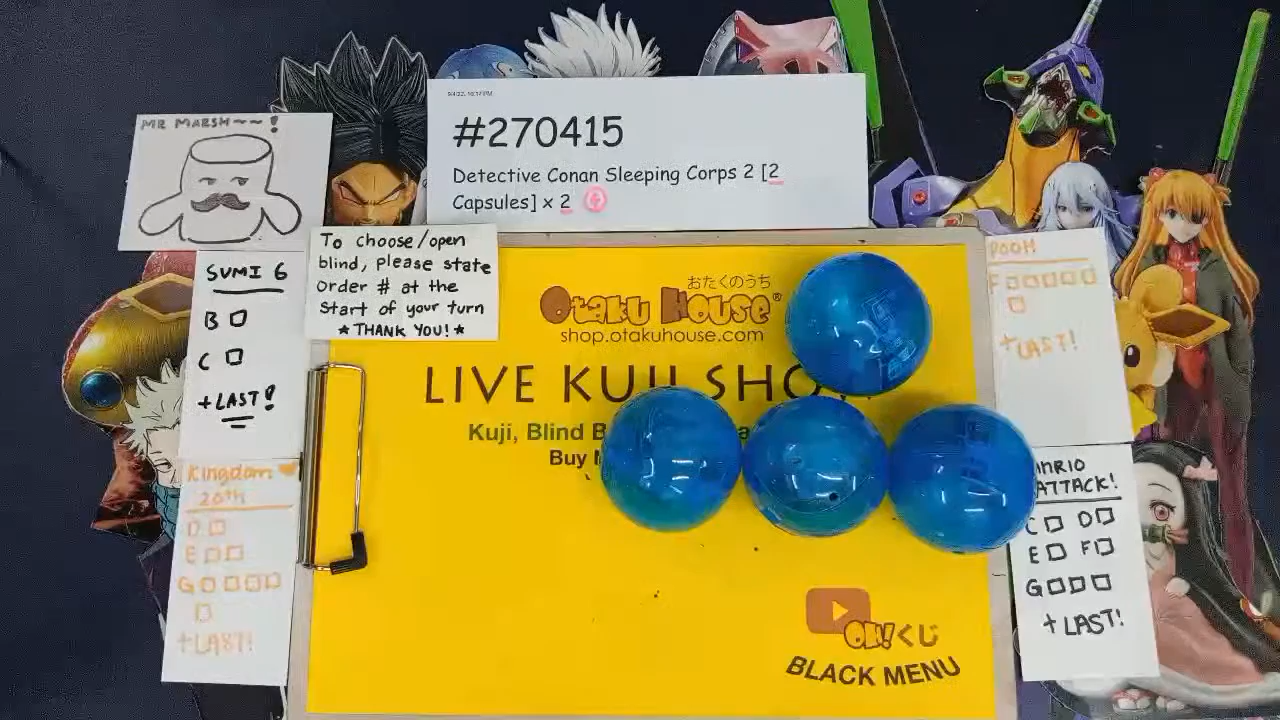 MR MARSH~~!
#270415
Detective Conan Sleeping Corps 2 [2
Capsules] x 2
To choose/open
blind, please state
order # at the
start of your turn
★THANK YOU!★
SUMI 6
B
C
+LAST!
Kingdom
20th
D
E
G
+LAST!
おたくのうち
Otaku House®
shop.otakuhouse.com
LIVE KUJI SHO
Kuji, Blind B
Buy
OH!くじ
BLACK MENU
POOH
F
+LAST!
NRIO
ATTACK!
C D
E F
G
+LAST!